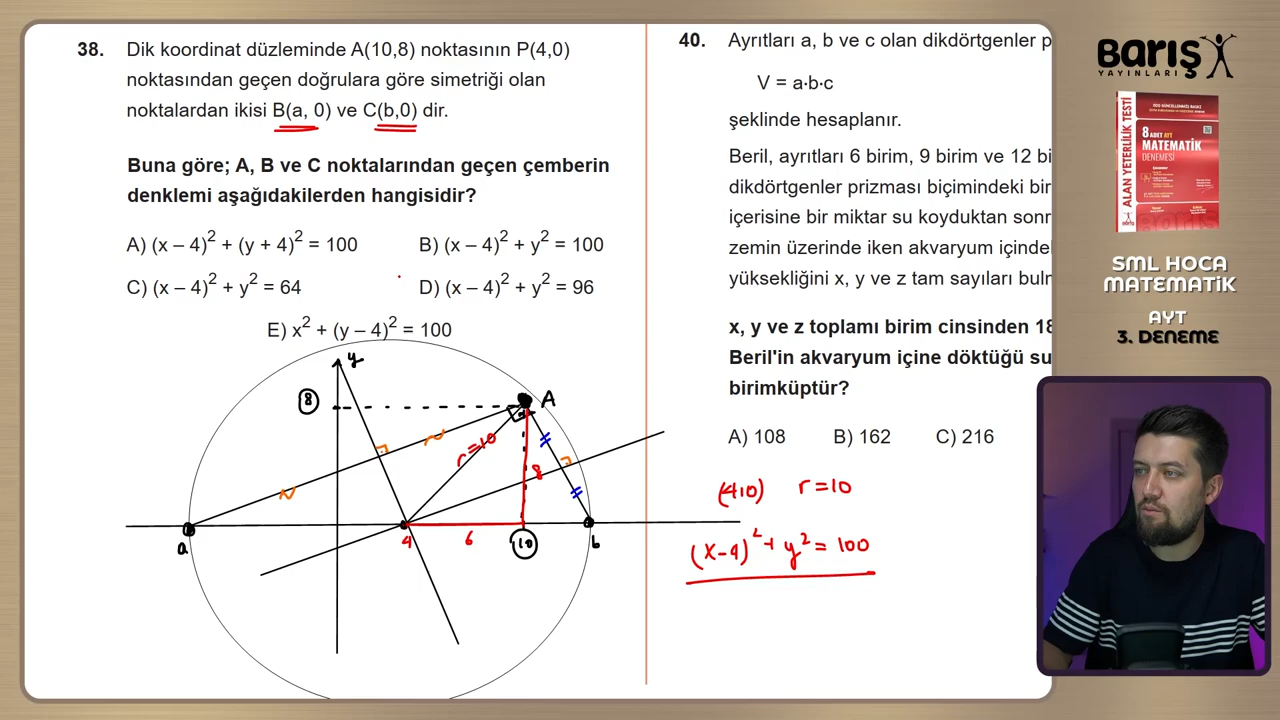 38. Dik koordinat düzleminde A(10,8) noktasının P(4,0)
noktasından geçen doğrulara göre simetriği olan
noktalardan ikisi B(a, 0) ve C(b,0) dir.
Buna göre; A, B ve C noktalarından geçen çemberin
denklemi aşağıdakilerden hangisidir?
A) (x – 4)² + (y + 4)² = 100
B) (x – 4)² + y² = 100
C) (x – 4)² + y² = 64
D) (x – 4)² + y² = 96
E) x² + (y – 4)² = 100
y
8
A
r=10
8
a
4
6
10
b
40. Ayrıtları a, b ve c olan dikdörtgenler p
V = a·b·c
şeklinde hesaplanır.
Beril, ayrıtları 6 birim, 9 birim ve 12 bi
dikdörtgenler prizması biçimindeki bir
içerisine bir miktar su koyduktan sonr
zemin üzerinde iken akvaryum içindel
yüksekliğini x, y ve z tam sayıları bulr
x, y ve z toplamı birim cinsinden 18
Beril'in akvaryum içine döktüğü su
birimküptür?
A) 108 B) 162 C) 216
(4,0) r=10
(x-4)² + y² = 100
BARIŞ
YAYINLARI
ALAN YETERLİLİK TESTİ
8 ADET AYT
MATEMATİK
DENEMESİ
SML HOCA
MATEMATİK
AYT
3. DENEME